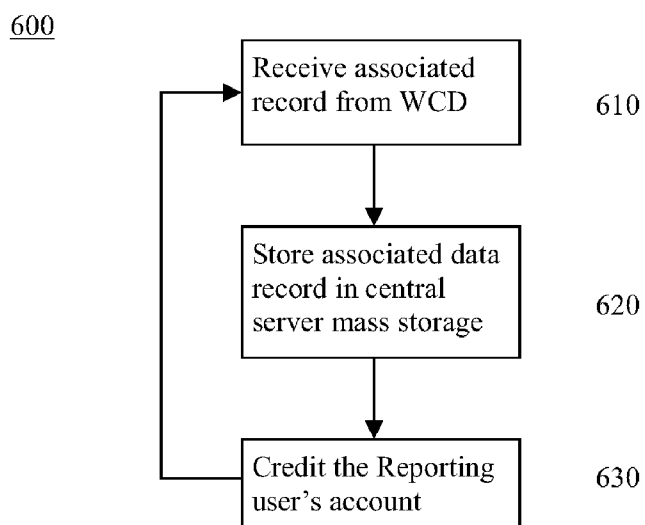 600
Receive associated
record from WCD
610
Store associated data
record in central
server mass storage
620
Credit the Reporting
user's account
630